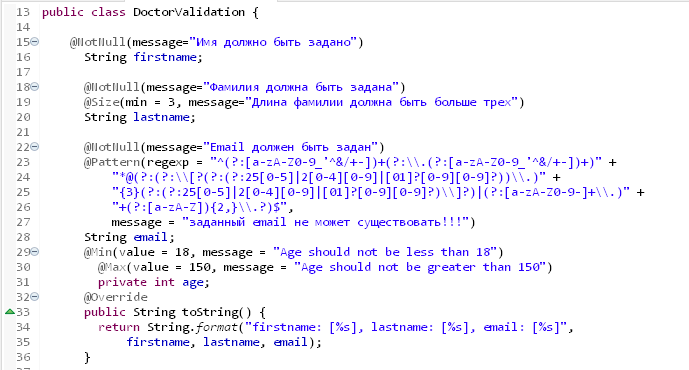 13 public class DoctorValidation {
14
15 @NotNull(message="Имя должно быть задано")
16 String firstname;
17
18 @NotNull(message="Фамилия должна быть задана")
19 @Size(min = 3, message="Длина фамилии должна быть больше трех")
20 String lastname;
21
22 @NotNull(message="Email должен быть задан")
23 @Pattern(regexp = "^(?:[a-zA-Z0-9_'^&/+-])+(?:\\.(?:[a-zA-Z0-9_'^&/+-])+)" +
24 "*@(?:(?:\\[?(?:(?:25[0-5]|2[0-4][0-9]|[01]?[0-9][0-9]?))\\.)" +
25 "{3}(?:(?:25[0-5]|2[0-4][0-9]|[01]?[0-9][0-9]?)\\]?)|(?:[a-zA-Z0-9-]+\\.)" +
26 "+(?:[a-zA-Z]){2,}\\.?)$",
27 message = "заданный email не может существовать!!!")
28 String email;
29 @Min(value = 18, message = "Age should not be less than 18")
30 @Max(value = 150, message = "Age should not be greater than 150")
31 private int age;
32 @Override
33 public String toString() {
34 return String.format("firstname: [%s], lastname: [%s], email: [%s]",
35 firstname, lastname, email);
36 }
37